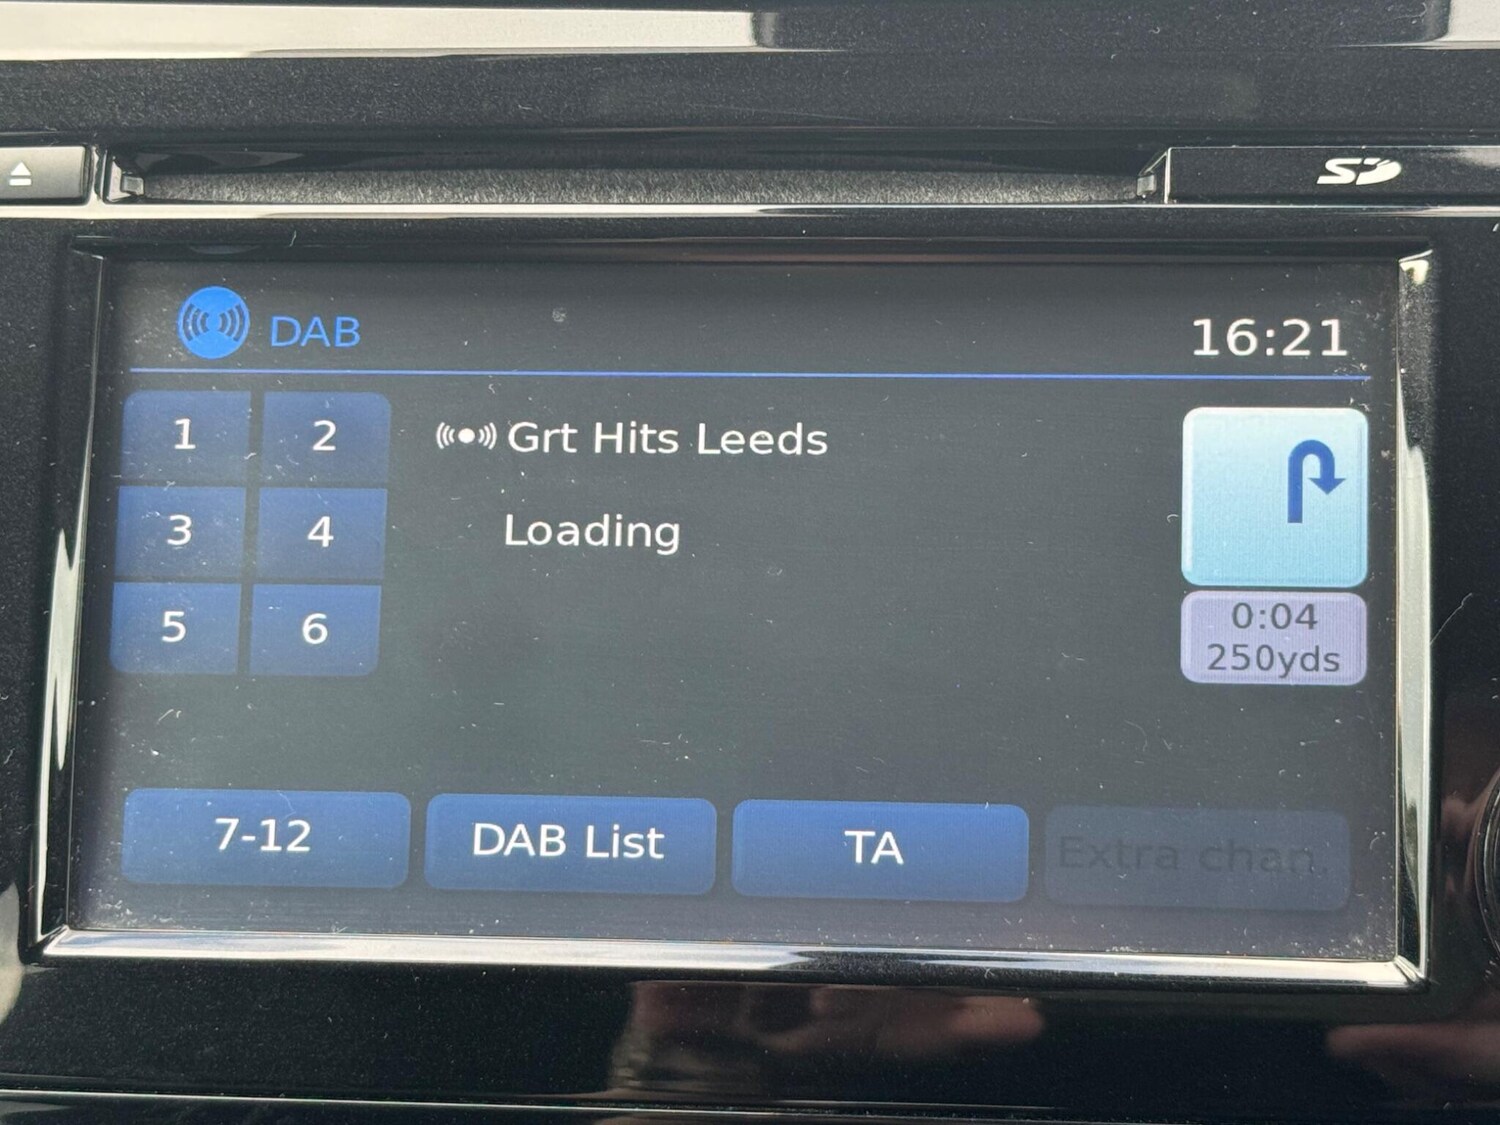 SD
DAB
16:21
1 2
Grt Hits Leeds
3 4
Loading
5 6
0:04
250yds
7-12
DAB List
TA
Extra chan.